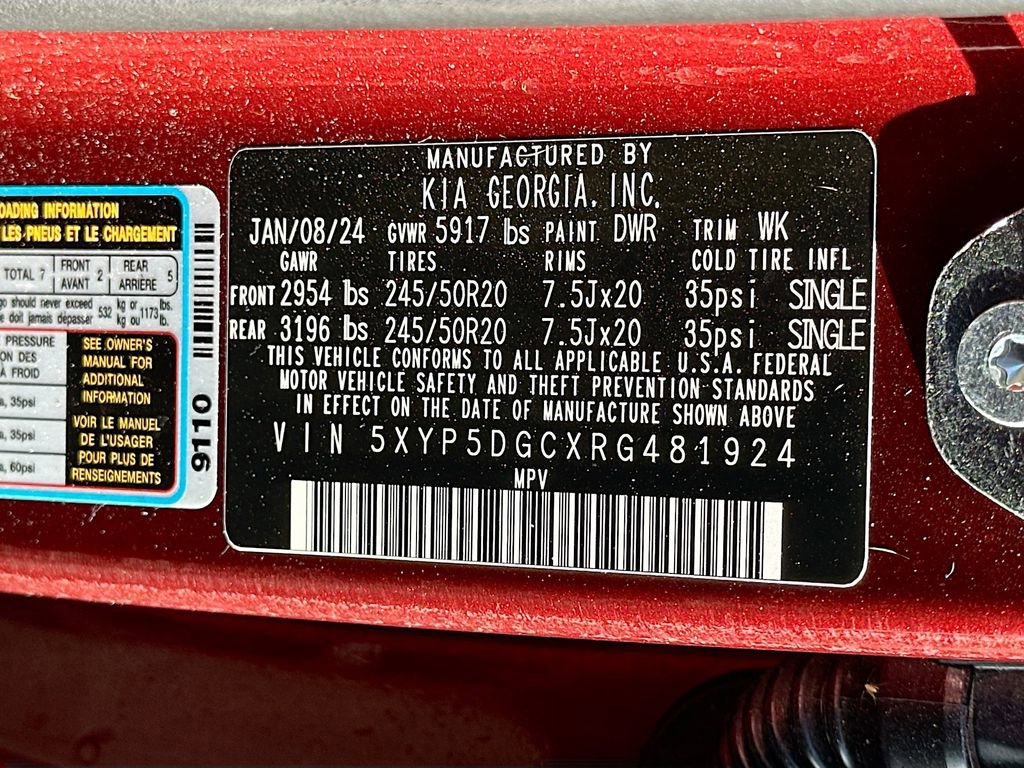 OADING INFORMATION
LES PNEUS ET LE CHARGEMENT
TOTAL 7 FRONT AVANT 2 REAR ARRIÈRE 5
go should never exceed 532 kg or 1173 lbs.
e doit jamais dépasser kg ou lb.
PRESSURE
ON DES
A FROID
a, 35psi
a, 35psi
a, 60psi
SEE OWNER'S
MANUAL FOR
ADDITIONAL
INFORMATION
VOIR LE MANUEL
DE L'USAGER
POUR PLUS DE
RENSEIGNEMENTS
9110
MANUFACTURED BY
KIA GEORGIA, INC.
JAN/08/24 GVWR 5917 lbs PAINT DWR TRIM WK
GAWR TIRES RIMS COLD TIRE INFL
FRONT 2954 lbs 245/50R20 7.5Jx20 35psi SINGLE
REAR 3196 lbs 245/50R20 7.5Jx20 35psi SINGLE
THIS VEHICLE CONFORMS TO ALL APPLICABLE U.S.A. FEDERAL
MOTOR VEHICLE SAFETY AND THEFT PREVENTION STANDARDS
IN EFFECT ON THE DATE OF MANUFACTURE SHOWN ABOVE
VIN 5XYP5DGCXRG481924
MPV